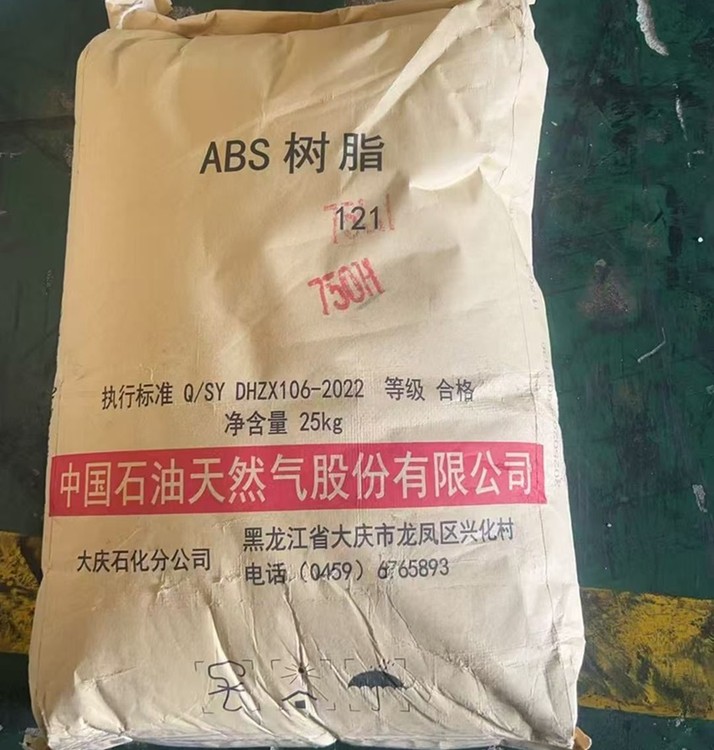 ABS 树脂
121
750H
执行标准 Q/SY DHZX106-2022 等级 合格
净含量 25kg
中国石油天然气股份有限公司
大庆石化分公司
黑龙江省大庆市龙凤区兴化村
电话（0459）6765893